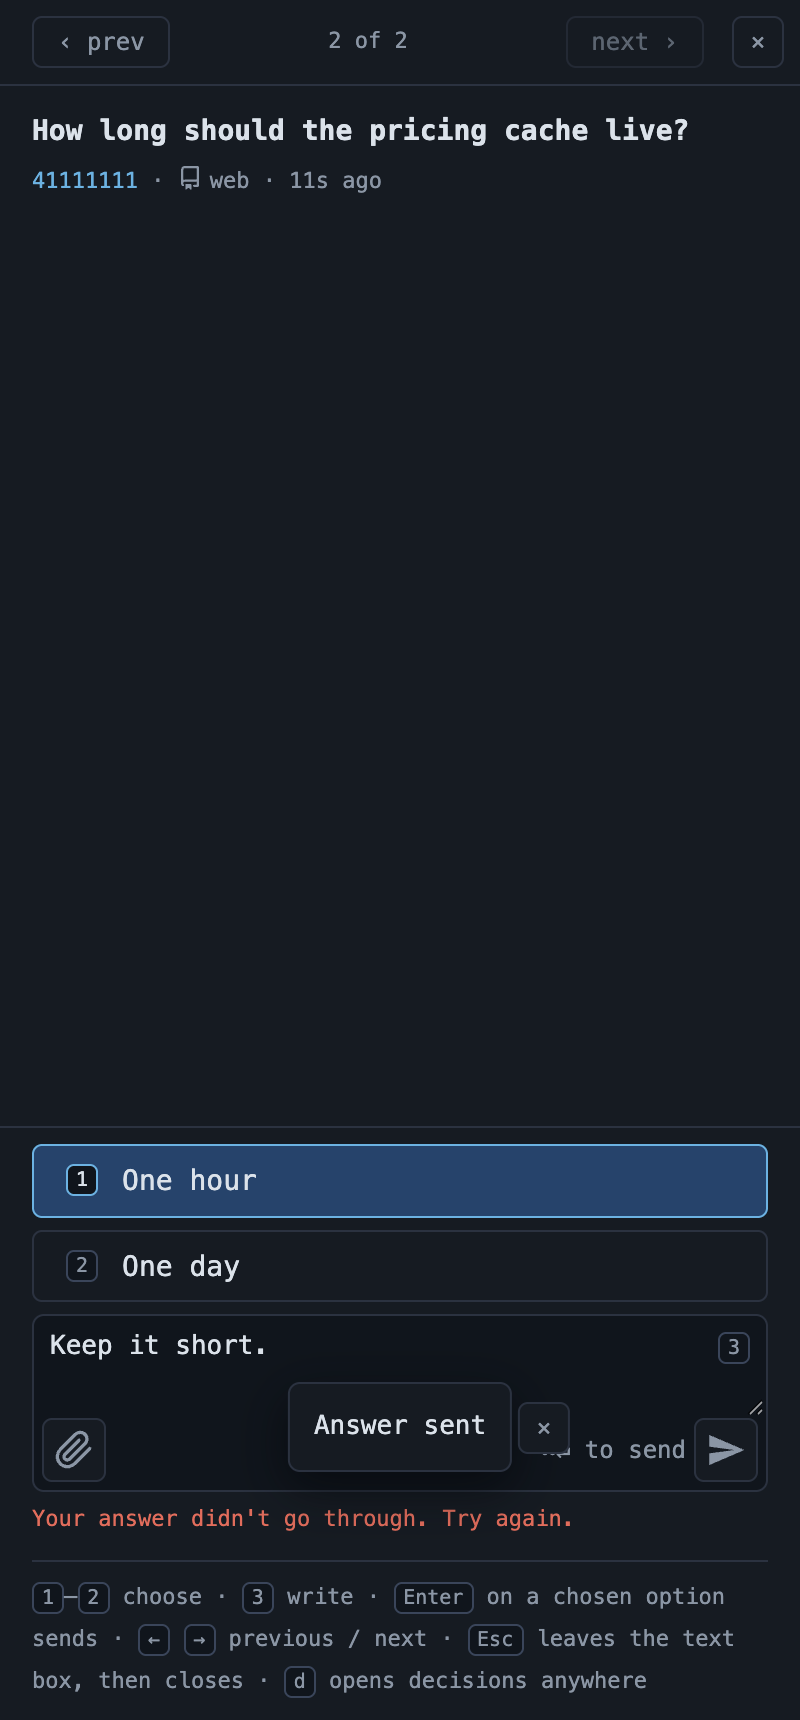 ‹ prev
2 of 2
next ›
×
How long should the pricing cache live?
41111111 · web · 11s ago
1 One hour
2 One day
Keep it short.
3
Answer sent
×
to send
Your answer didn't go through. Try again.
1–2 choose · 3 write · Enter on a chosen option
sends · ← → previous / next · Esc leaves the text
box, then closes · d opens decisions anywhere